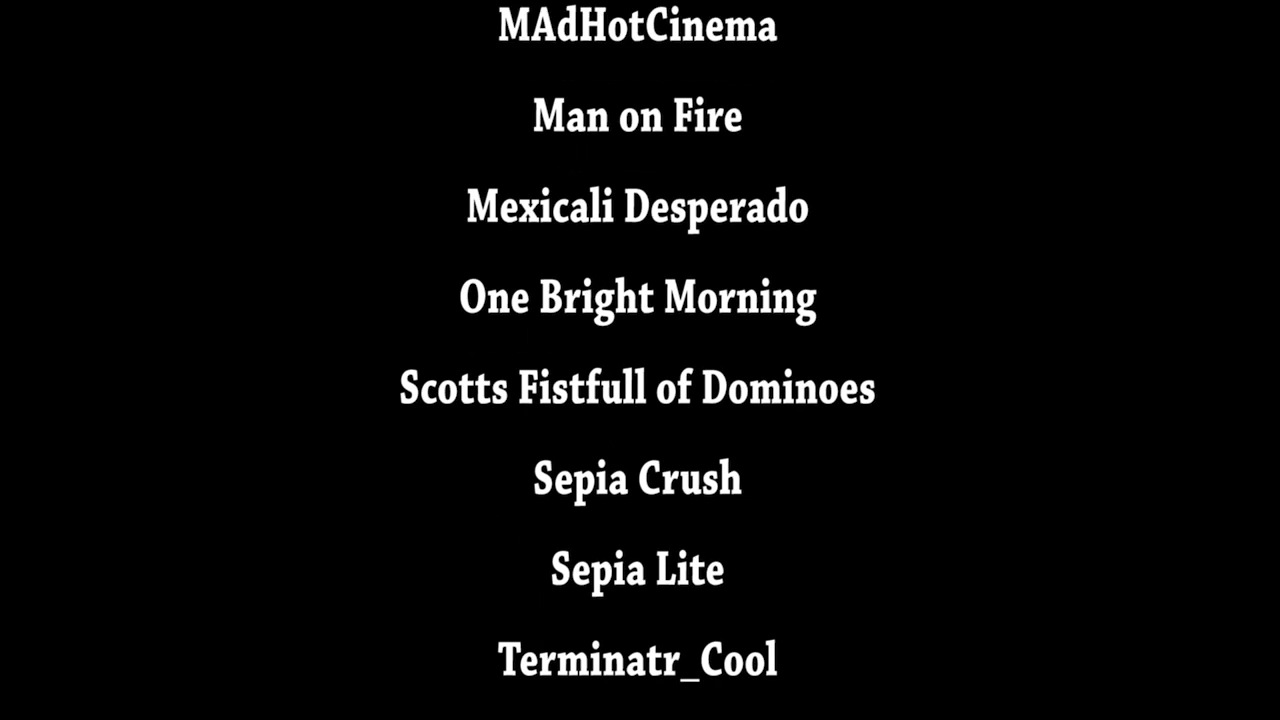 MAdHotCinema
Man on Fire
Mexicali Desperado
One Bright Morning
Scotts Fistfull of Dominoes
Sepia Crush
Sepia Lite
Terminatr_Cool